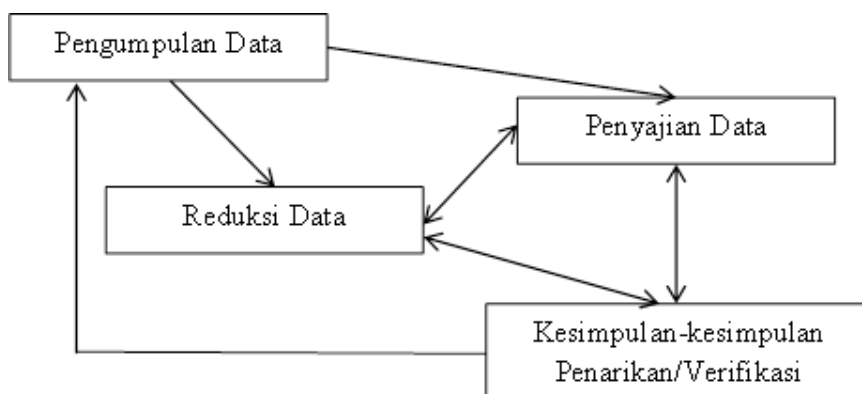 Pengumpulan Data
Penyajian Data
Reduksi Data
Kesimpulan-kesimpulan
Penarikan/Verifikasi